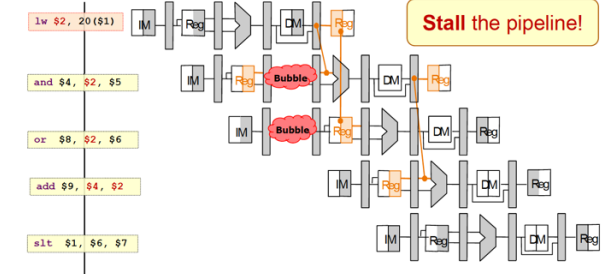 lw $2, 20($1)
IM Reg DM Reg
Stall the pipeline!
and $4, $2, $5
IM Reg Bubble DM Reg
or $8, $2, $6
IM Bubble Reg DM Reg
add $9, $4, $2
IM Reg DM Reg
slt $1, $6, $7
IM Reg DM Reg